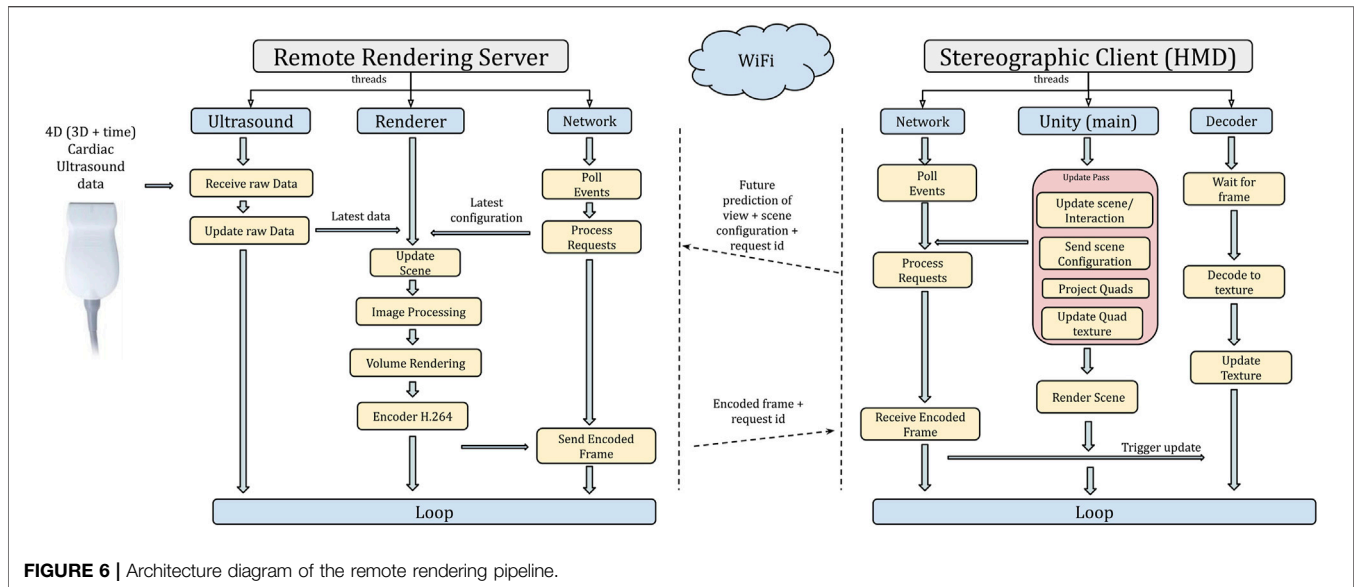 Remote Rendering Server
threads
Ultrasound
Renderer
Network
4D (3D + time)
Cardiac
Ultrasound
data
Receive raw Data
Update raw Data
Latest data
Latest
configuration
Poll
Events
Process
Requests
Update
Scene
Image Processing
Volume Rendering
Encoder H.264
Send Encoded
Frame
Loop
WiFi
Future
prediction of
view + scene
configuration +
request id
Encoded frame +
request id
Stereographic Client (HMD)
threads
Network
Unity (main)
Decoder
Poll
Events
Process
Requests
Receive Encoded
Frame
Update Pass
Update scene/
Interaction
Send scene
Configuration
Project Quads
Update Quad
texture
Render Scene
Wait for
frame
Decode to
texture
Update
Texture
Trigger update
Loop
FIGURE 6 | Architecture diagram of the remote rendering pipeline.